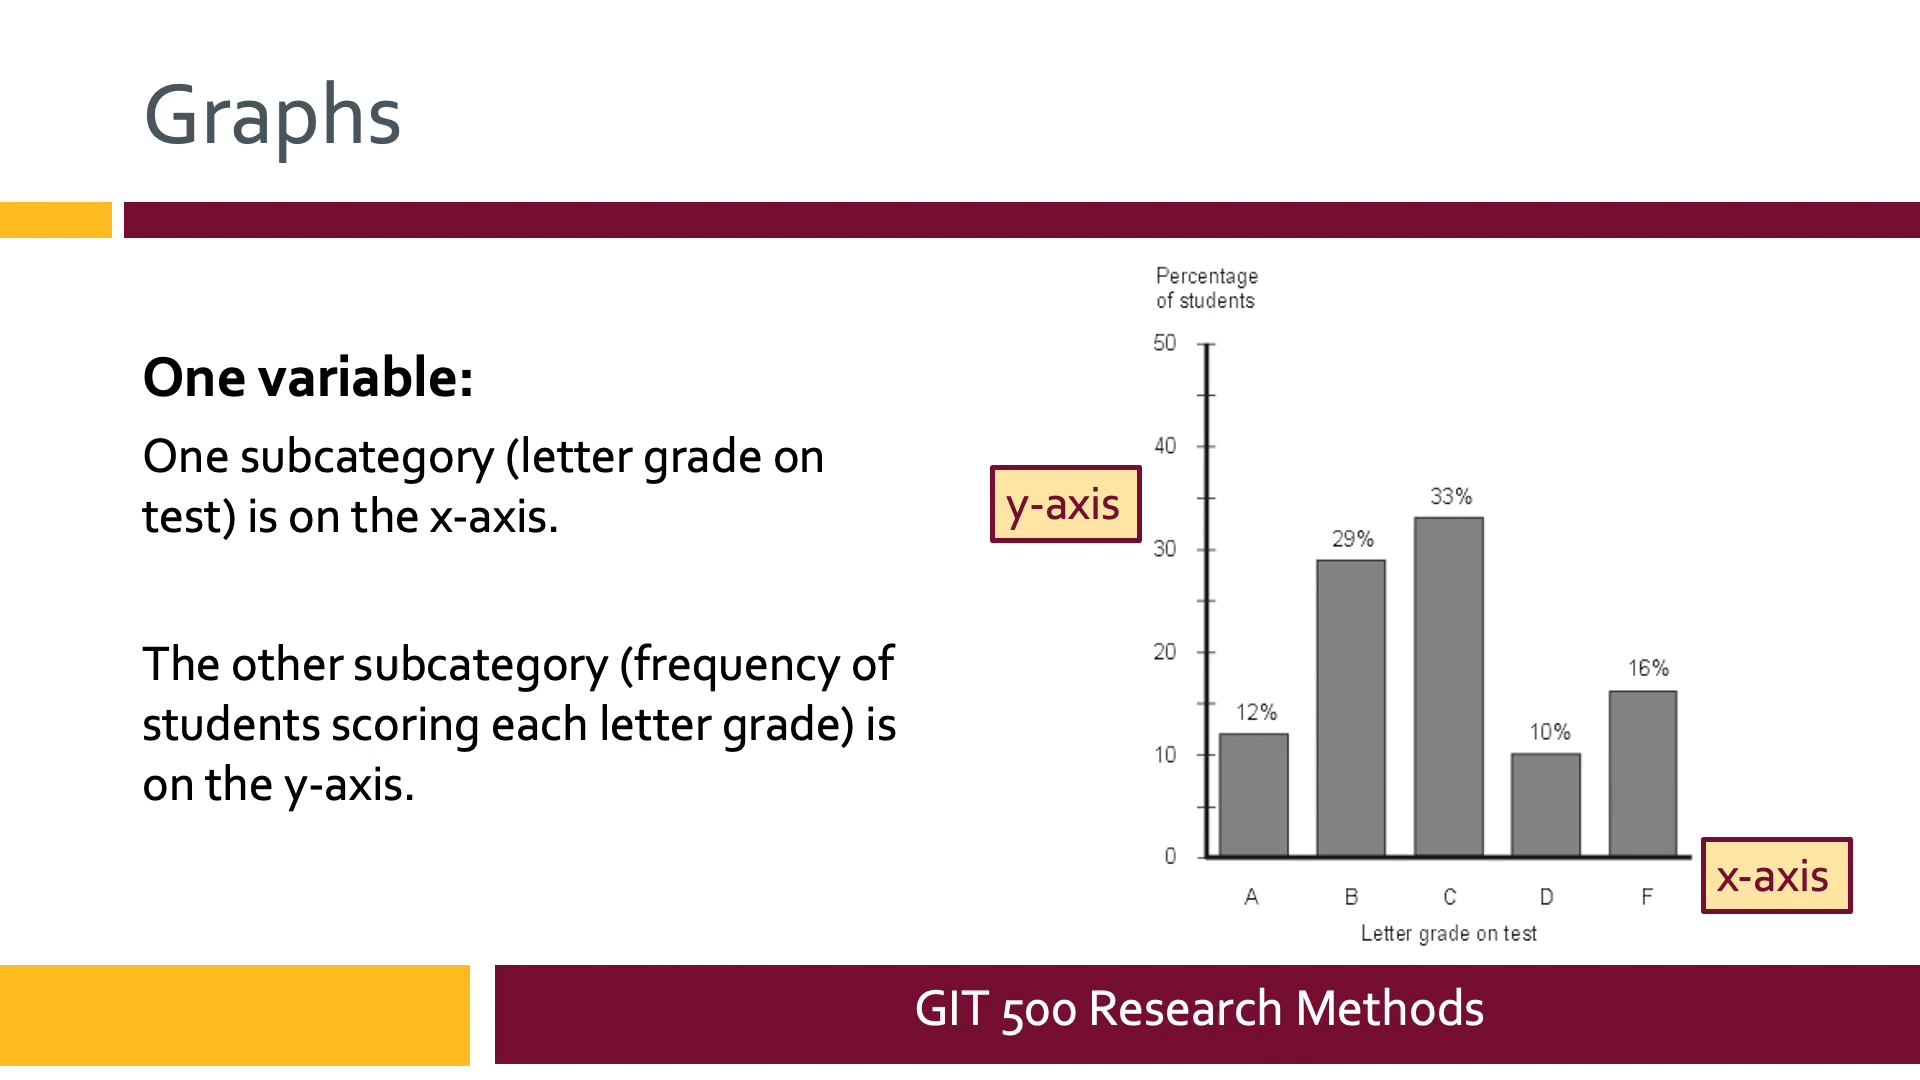 Graphs
One variable:
One subcategory (letter grade on
test) is on the x-axis.
The other subcategory (frequency of
students scoring each letter grade) is
on the y-axis.
Percentage
of students
50
40
30
20
10
0
y-axis
12%
29%
33%
10%
16%
A B C D F
Letter grade on test
x-axis
GIT 500 Research Methods